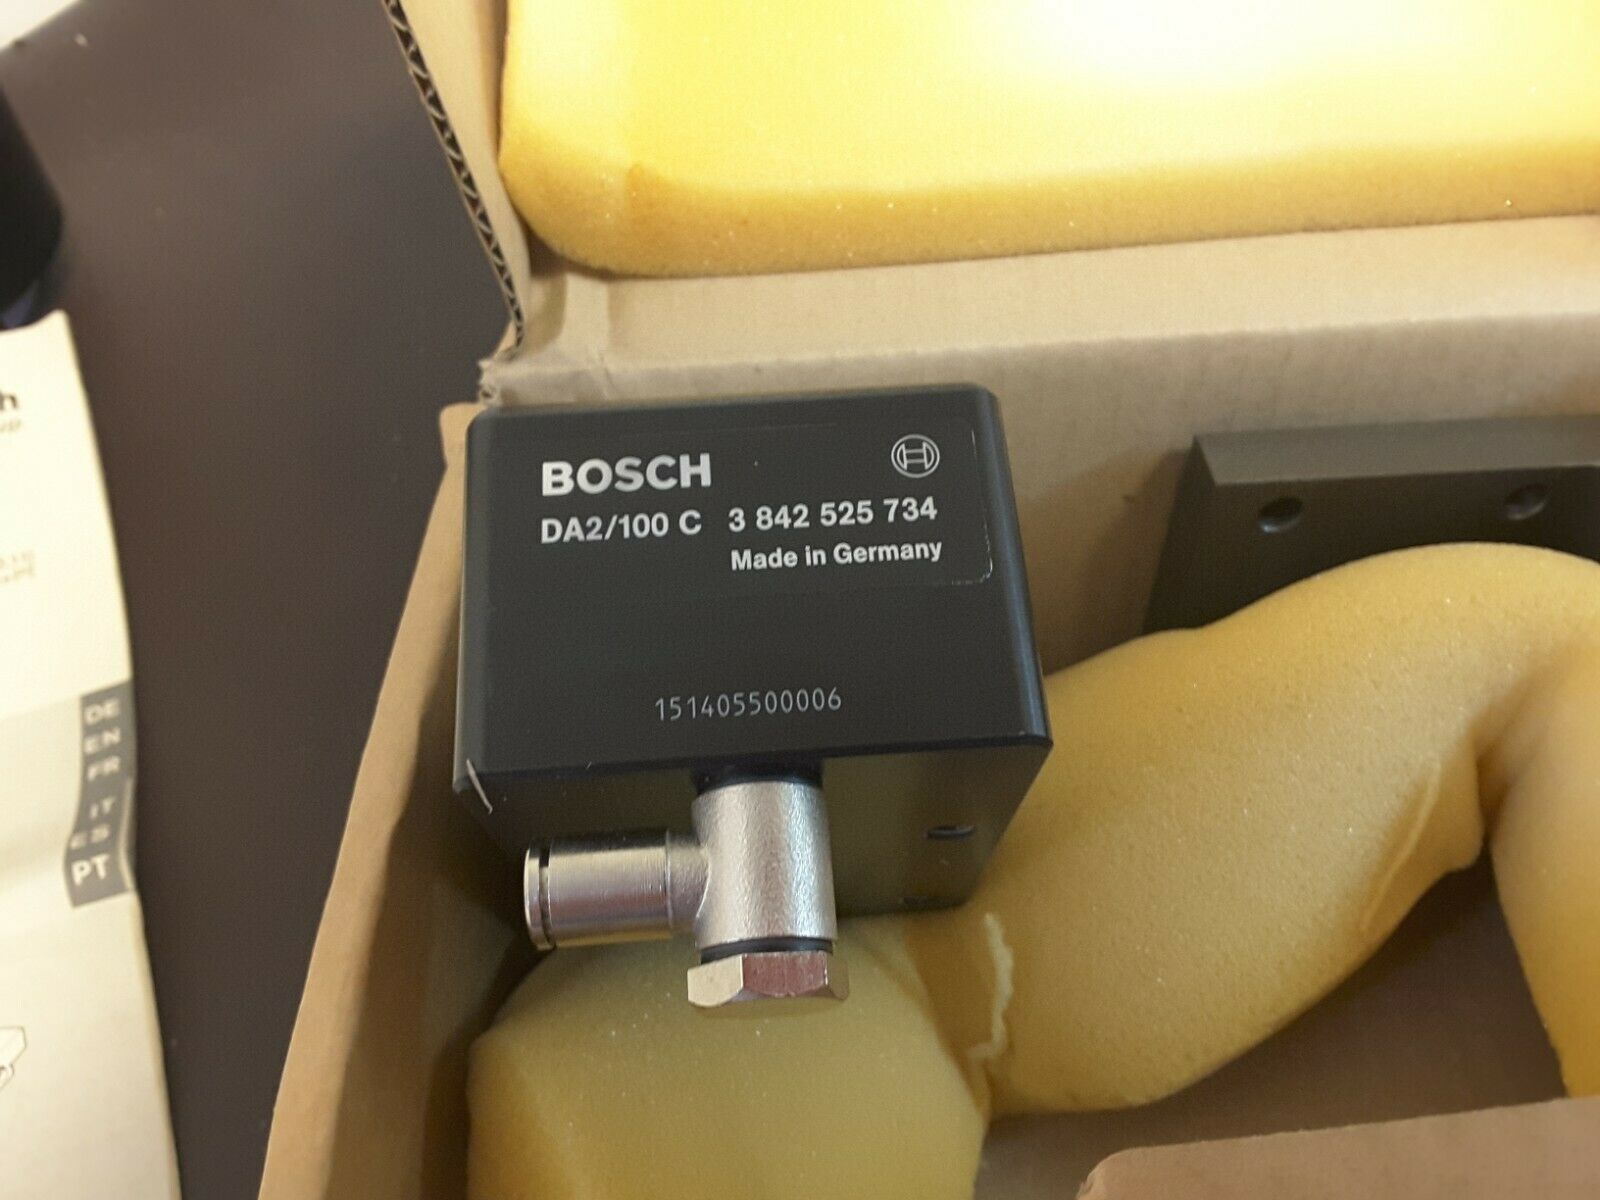 BOSCH
DA2/100 C 3 842 525 734
Made in Germany
151405500006
DE
EN
FR
IT
ES
PT